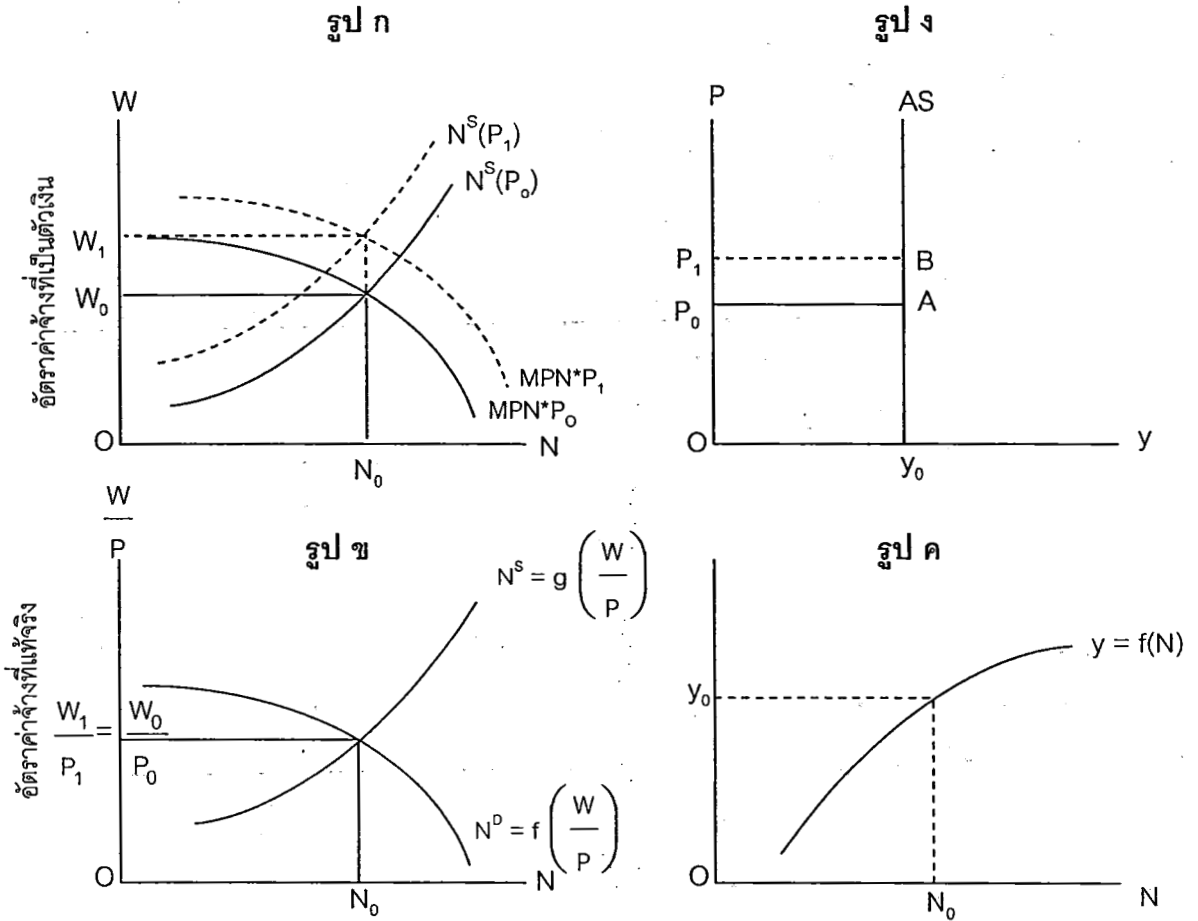 รูป ก
W
N^S(P_1)
N^S(P_0)
W_1
W_0
อัตราค่าจ้างที่เป็นตัวเงิน
MPN*P_1
MPN*P_0
O
N
N_0
รูป ง
P
AS
P_1
B
P_0
A
O
y
y_0
รูป ข
W
P
N^S = g (W/P)
อัตราค่าจ้างที่แท้จริง
W_1/P_1 = W_0/P_0
N^D = f (W/P)
O
N
N_0
รูป ค
y = f(N)
y_0
O
N_0
N